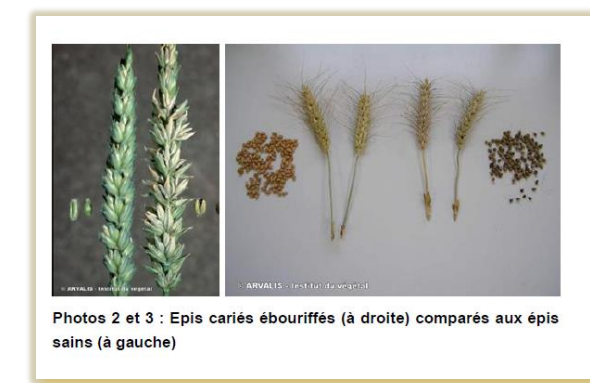 © ARVALIS - Institut du végétal
© ARVALIS - Institut du végétal
Photos 2 et 3 : Epis cariés ébouriffés (à droite) comparés aux épis
sains (à gauche)